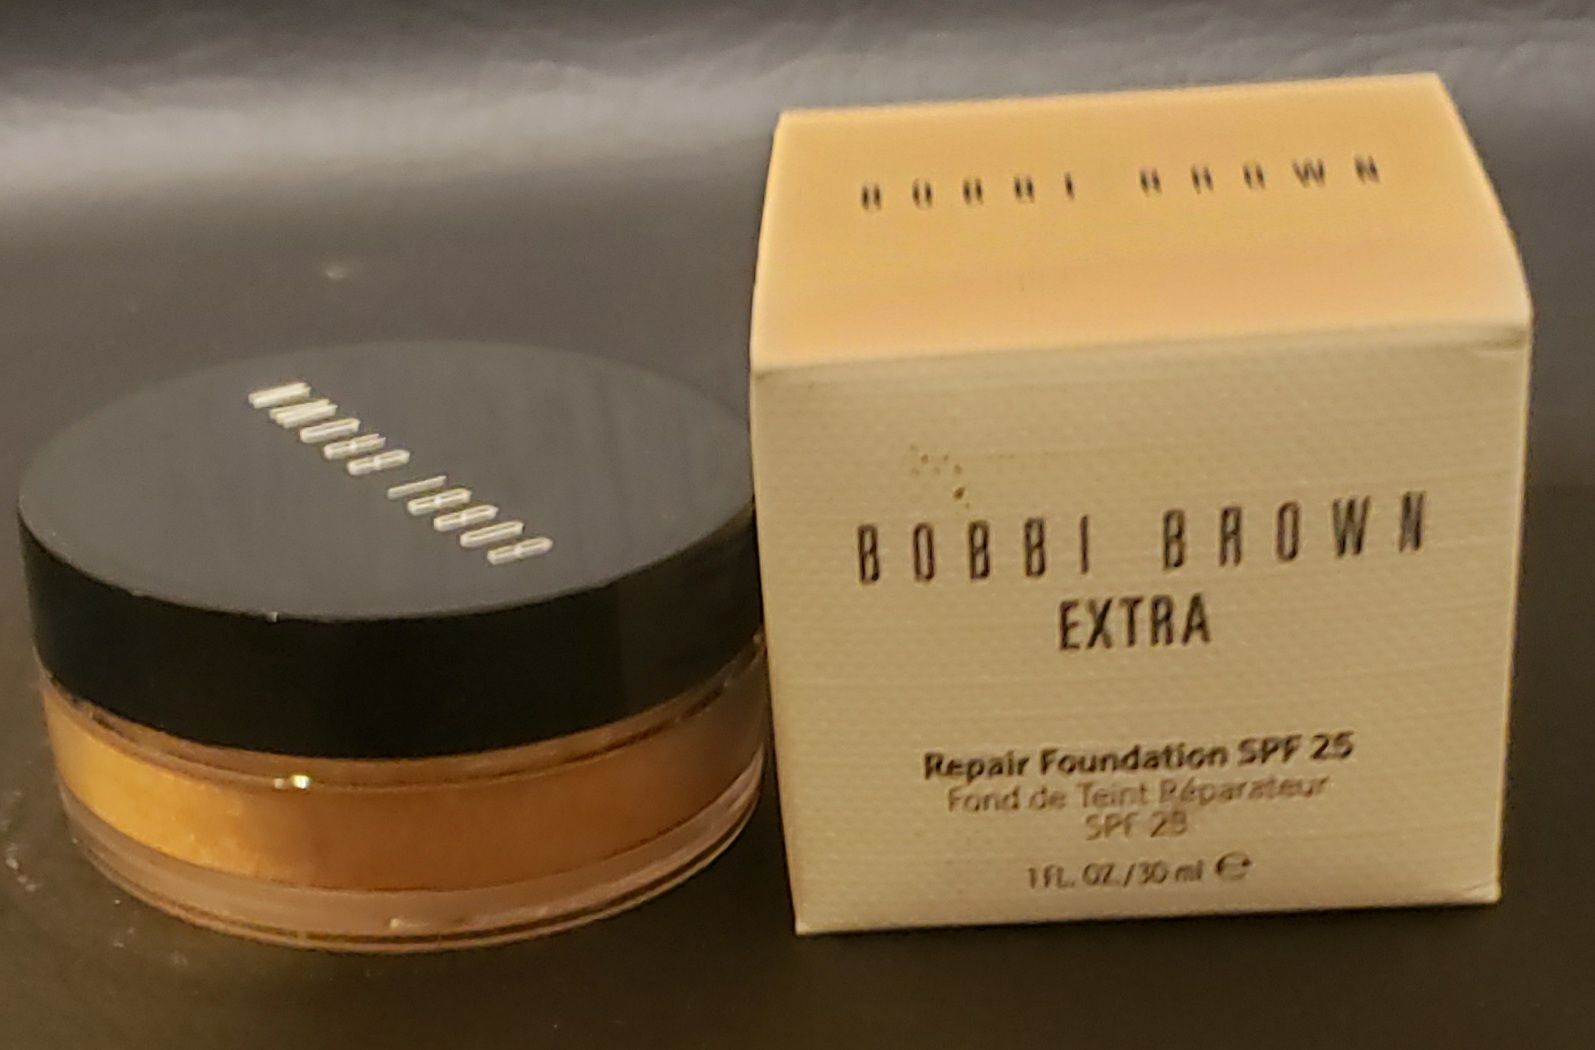 BOBBI BROWN
BOBBI BROWN
BOBBI BROWN
EXTRA
Repair Foundation SPF 25
Fond de Teint Réparateur
SPF 25
1 FL. OZ./30 ml ℮